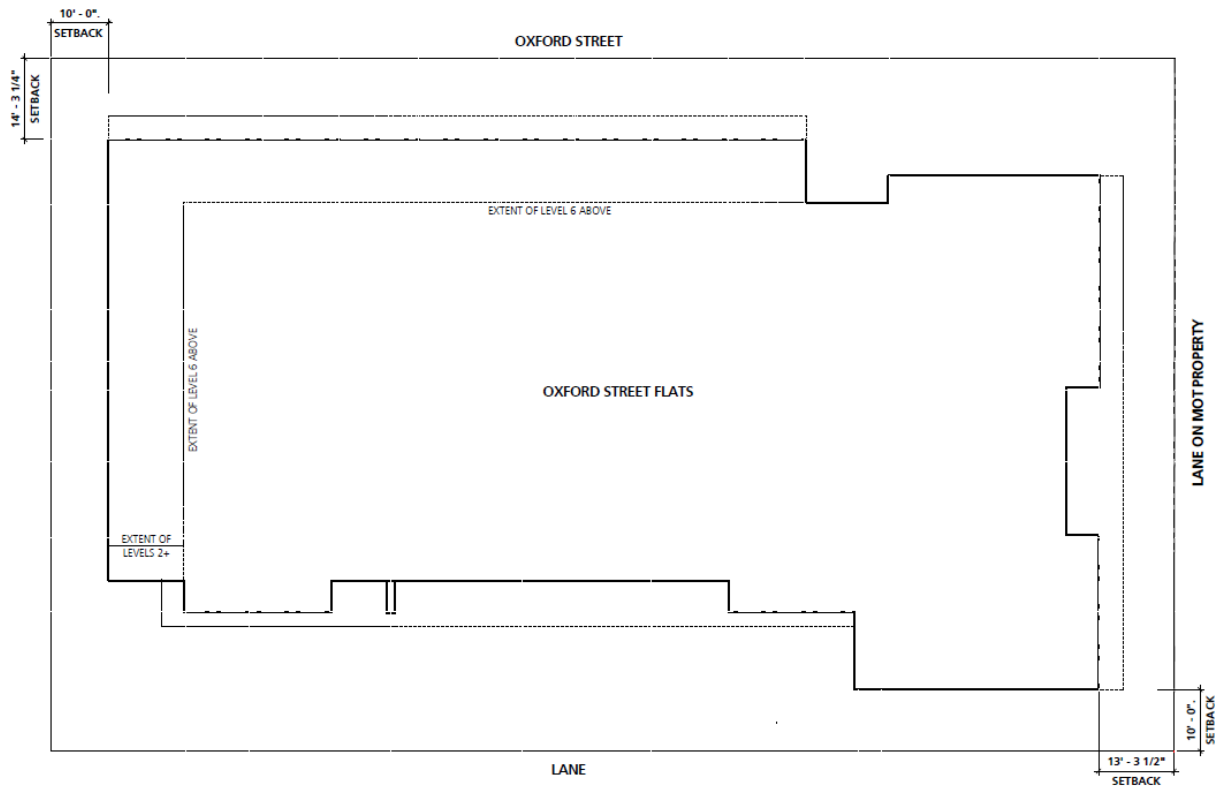 10' - 0".
SETBACK
OXFORD STREET
14' - 3 1/4"
SETBACK
EXTENT OF LEVEL 6 ABOVE
EXTENT OF LEVEL 6 ABOVE
OXFORD STREET FLATS
LANE ON MOT PROPERTY
EXTENT OF
LEVELS 2+
10' - 0".
SETBACK
LANE
13' - 3 1/2"
SETBACK